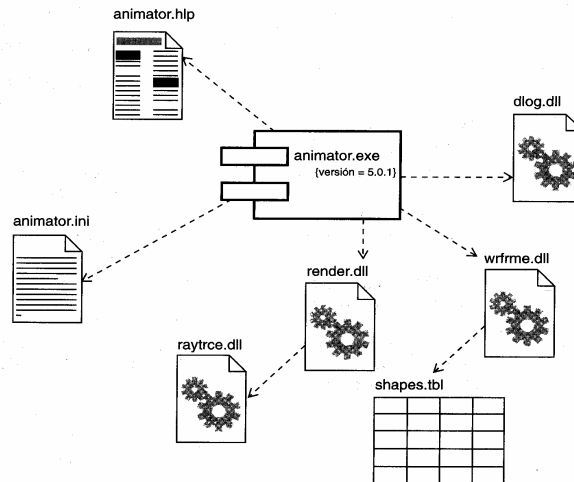 animator.hlp
dlog.dll
animator.exe
{versión = 5.0.1}
animator.ini
wrfrme.dll
render.dll
raytrce.dll
shapes.tbl